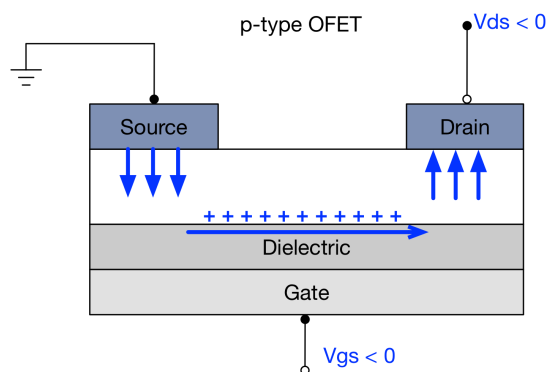 p-type OFET
Vds < 0
Source
Drain
+ + + + + + + + + + +
Dielectric
Gate
Vgs < 0